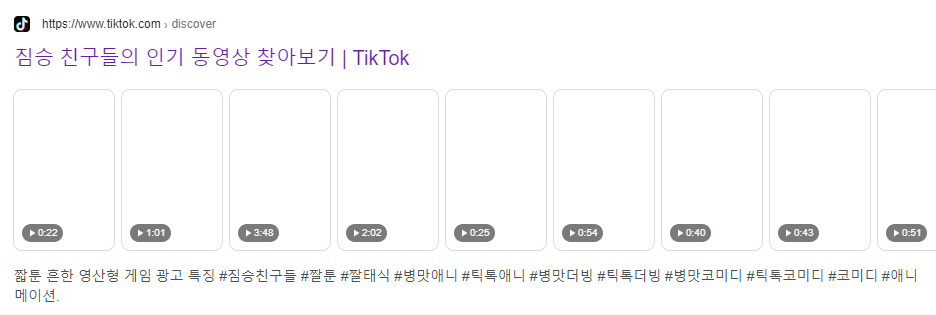 https://www.tiktok.com › discover
짐승 친구들의 인기 동영상 찾아보기 | TikTok
0:22 1:01 3:48 2:02 0:25 0:54 0:40 0:43 0:51
짧툰 흔한 영산형 게임 광고 특징 #짐승친구들 #짤툰 #짤태식 #병맛애니 #틱톡애니 #병맛더빙 #틱톡더빙 #병맛코미디 #틱톡코미디 #코미디 #애니
메이션.